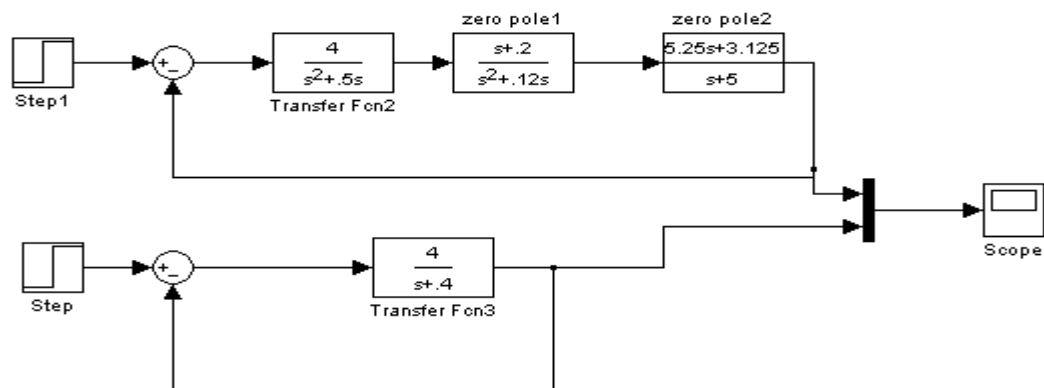 zero pole1
zero pole2
+
-
4
s2+.5s
s+.2
s2+.12s
5.25s+3.125
s+5
Step1
Transfer Fcn2
+
-
4
s+.4
Scope
Step
Transfer Fcn3